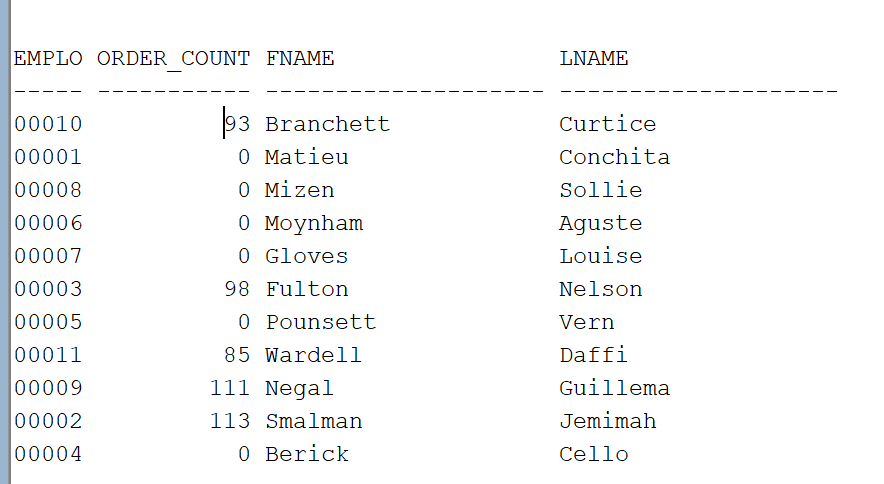 EMPLO ORDER_COUNT FNAME                LNAME
----- ----------- -------------------- --------------------
00010          93 Branchett            Curtice
00001           0 Matieu               Conchita
00008           0 Mizen                Sollie
00006           0 Moynham              Aguste
00007           0 Gloves               Louise
00003          98 Fulton               Nelson
00005           0 Pounsett             Vern
00011          85 Wardell              Daffi
00009         111 Negal                Guillema
00002         113 Smalman              Jemimah
00004           0 Berick               Cello